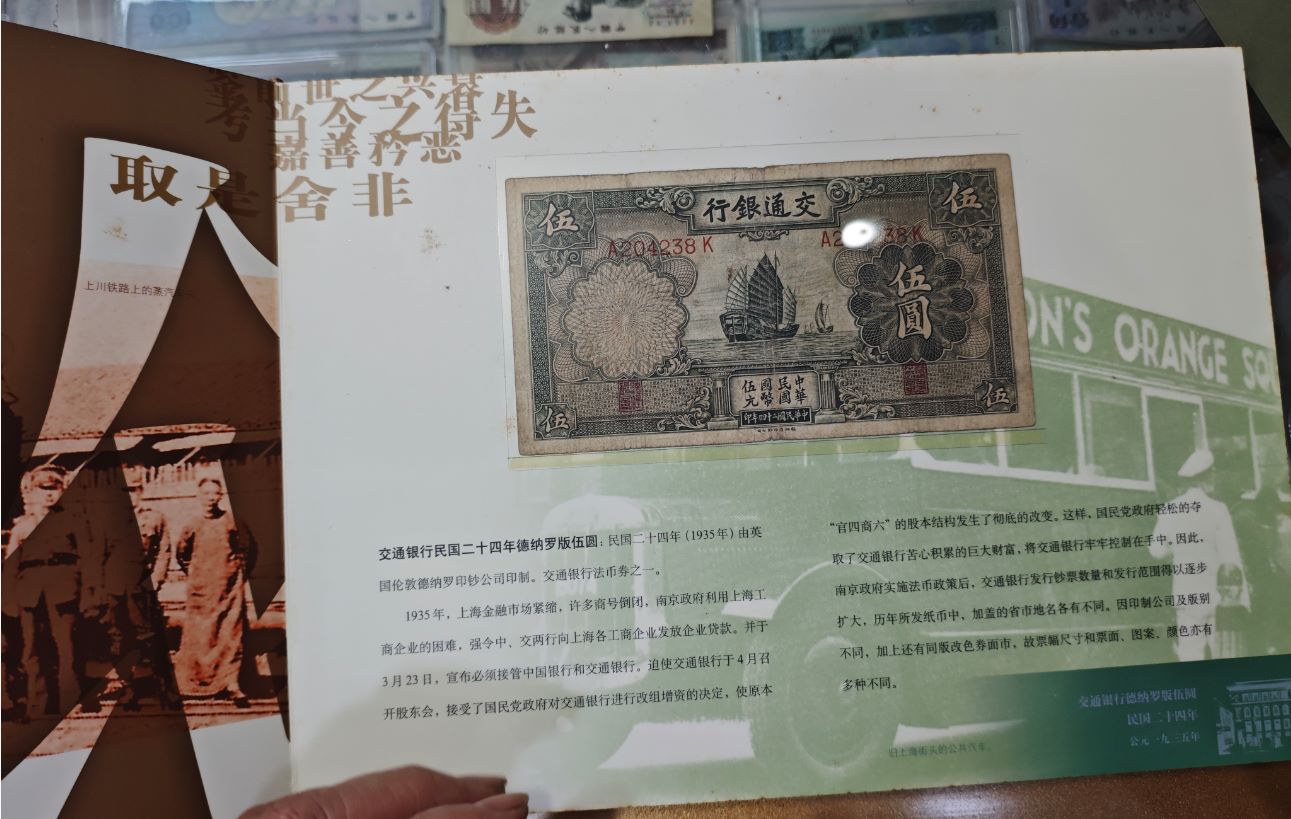 中国人民银行
当今之得失
嘉善矜恶
取是舍非
上川铁路上的蒸汽
伍
行銀通交
伍
A204238 K
伍圓
中華
民國
國幣
伍元
印年四十二國民華中
伍
伍
ON'S ORANGE SQU
交通银行民国二十四年德纳罗版伍圆：民国二十四年（1935年）由英
国伦敦德纳罗印钞公司印制。交通银行法币券之一。
1935年，上海金融市场紧缩，许多商号倒闭，南京政府利用上海工
商企业的困难，强令中、交两行向上海各工商企业发放企业贷款。并于
3月23日，宣布必须接管中国银行和交通银行。迫使交通银行于4月召
开股东会，接受了国民党政府对交通银行进行改组增资的决定，使原本
“官四商六”的股本结构发生了彻底的改变。这样，国民党政府轻松的夺
取了交通银行苦心积累的巨大财富，将交通银行牢牢控制在手中。因此，
南京政府实施法币政策后，交通银行发行钞票数量和发行范围得以逐步
扩大，历年所发纸币中，加盖的省市地名各有不同，因印制公司及版别
不同，加上还有同版改色券面市，故票幅尺寸和票面、图案、颜色亦有
多种不同。
旧上海街头的公共汽车。
交通银行德纳罗版伍圆
民国二十四年
公元一九三五年